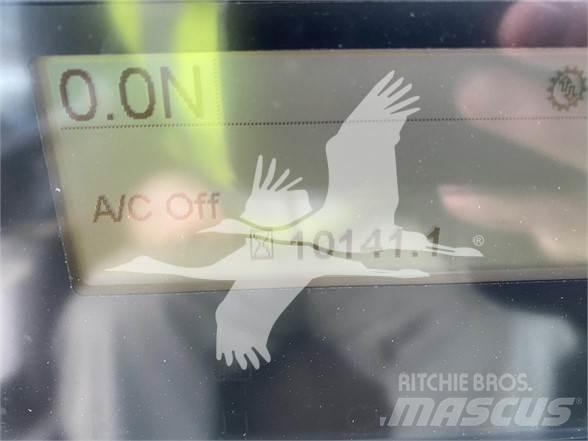 0.0N
A/C Off
10141.1
®
RITCHIE BROS.
MASCUS